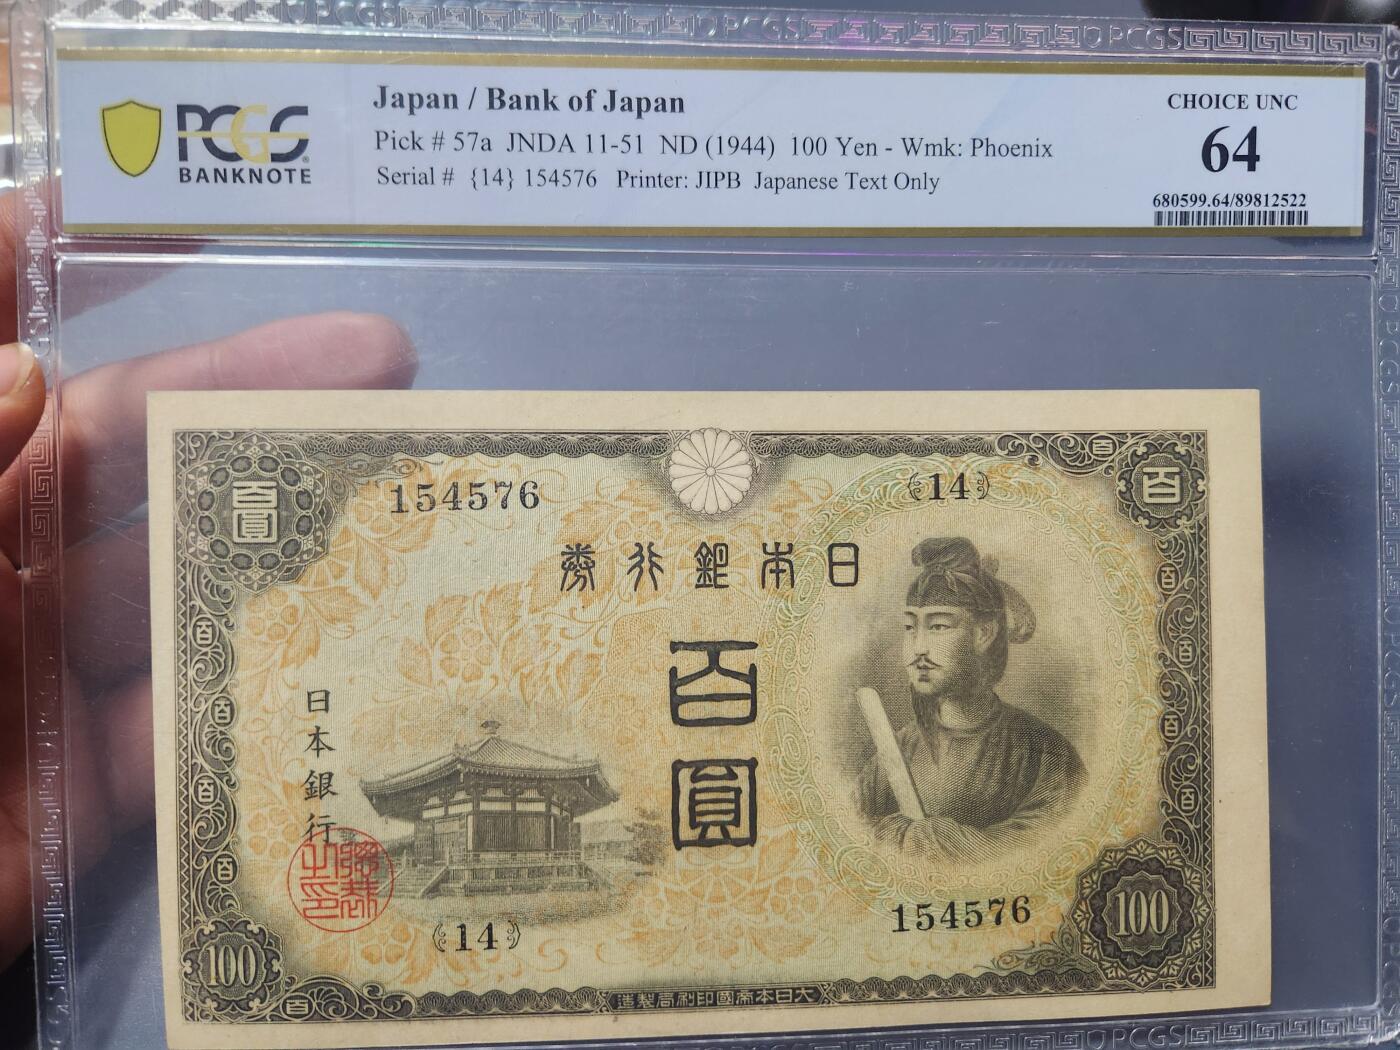 PCGS
BANKNOTE
Japan / Bank of Japan
Pick # 57a JNDA 11-51 ND (1944) 100 Yen - Wmk: Phoenix
Serial # {14} 154576 Printer: JIPB Japanese Text Only
CHOICE UNC
64
680599.64/89812522
百圓
154576
{14}
百
券行銀本日
百圓
日本銀行
{14}
154576
100
100
百
造製局刷印國帝本日大